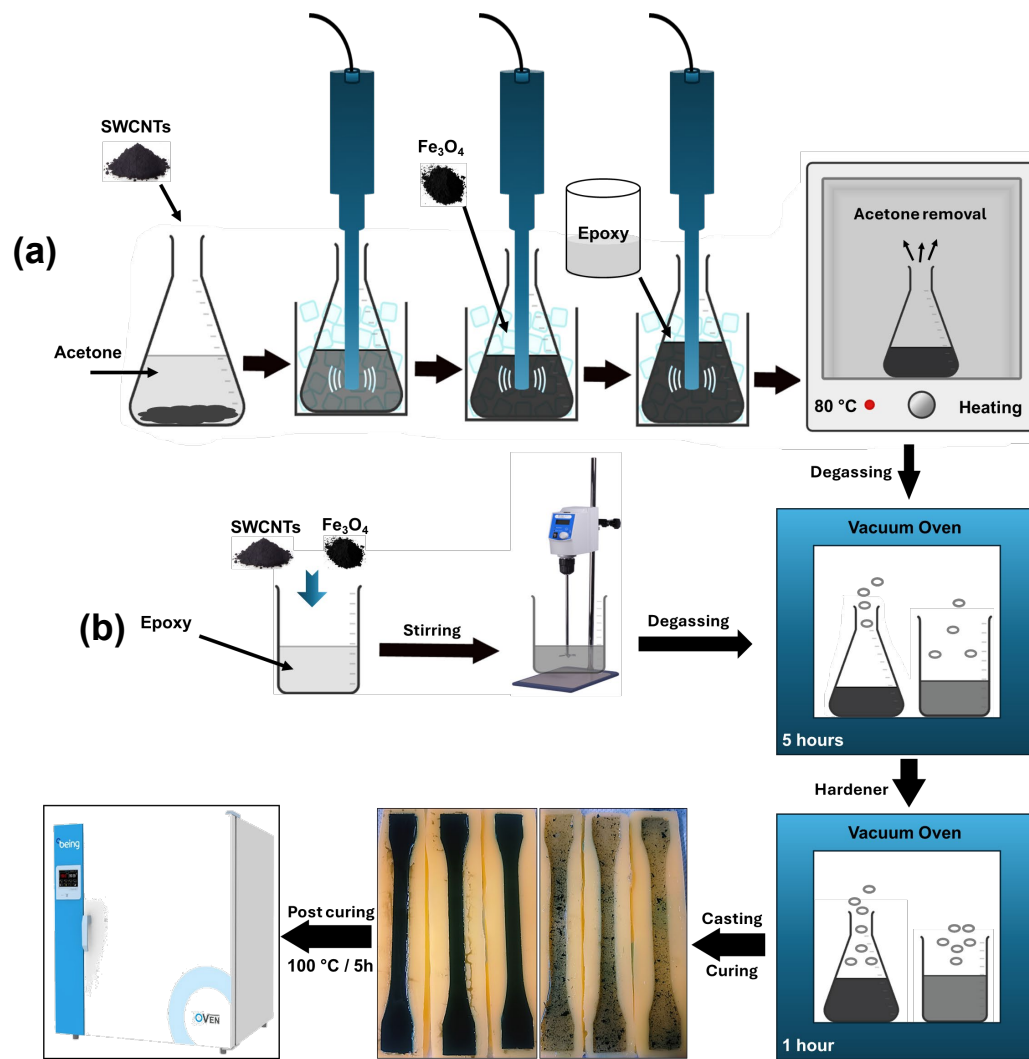 SWCNTs
Fe₃O₄
Epoxy
Acetone removal
(a)
Acetone
80 °C
Heating
Degassing
SWCNTs
Fe₃O₄
Vacuum Oven
(b)
Epoxy
Stirring
Degassing
5 hours
Hardener
Vacuum Oven
being
Post curing
100 °C / 5h
Casting
Curing
OVEN
1 hour